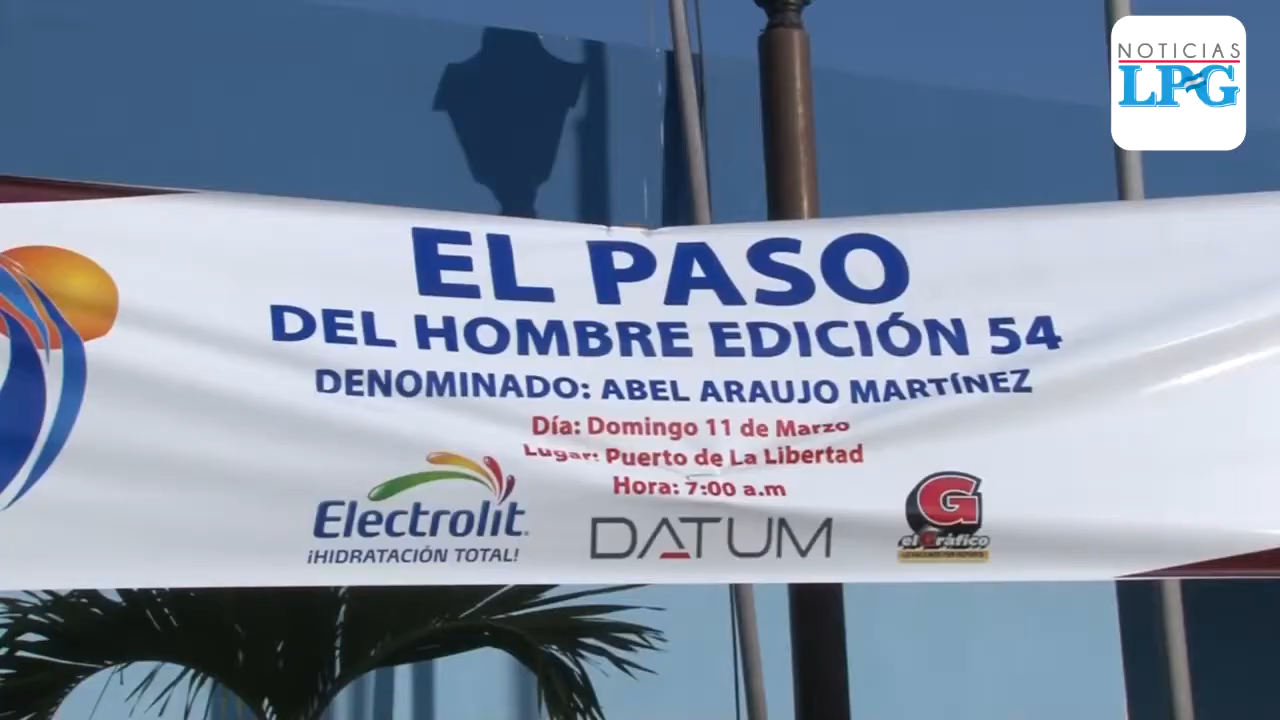 NOTICIAS
LPG
EL PASO
DEL HOMBRE EDICIÓN 54
DENOMINADO: ABEL ARAUJO MARTÍNEZ
Día: Domingo 11 de Marzo
Lugar: Puerto de La Libertad
Hora: 7:00 a.m
Electrolit
¡HIDRATACIÓN TOTAL!
DATUM
G
el Gráfico